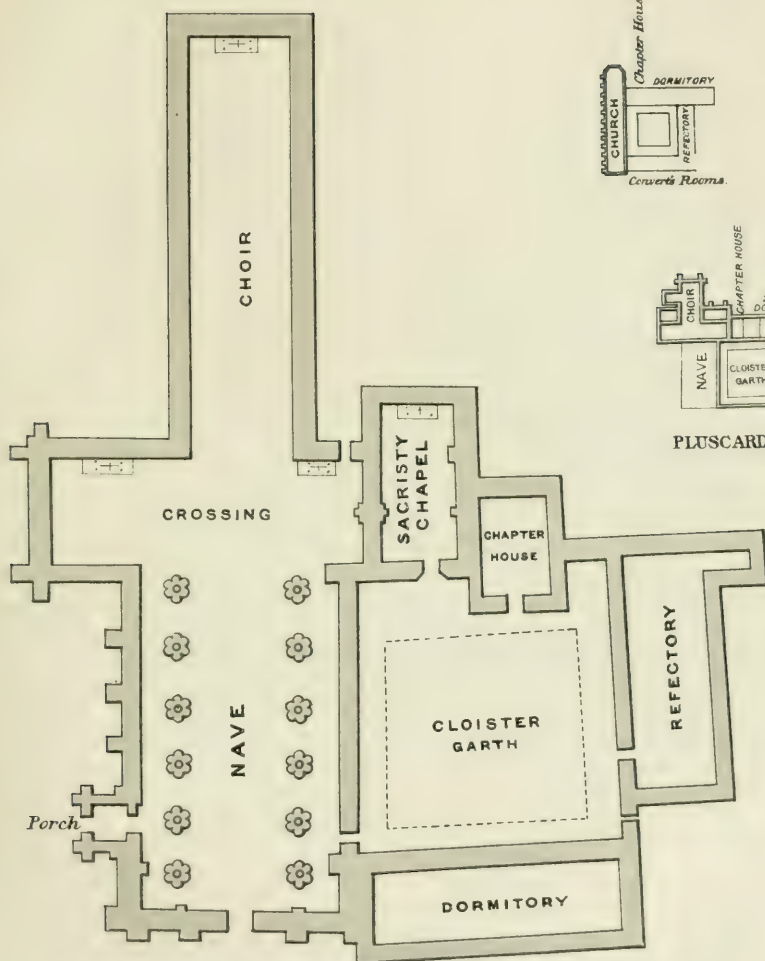 CHOIR
CROSSING
NAVE
Porch
SACRISTY
CHAPEL
CHAPTER
HOUSE
REFECTORY
CLOISTER
GARTH
DORMITORY
Chapter House
DORMITORY
CHURCH
REFECTORY
Convert's Rooms.
CHOIR
CHAPTER HOUSE
NAVE
CLOISTE
GARTH
PLUSCARD